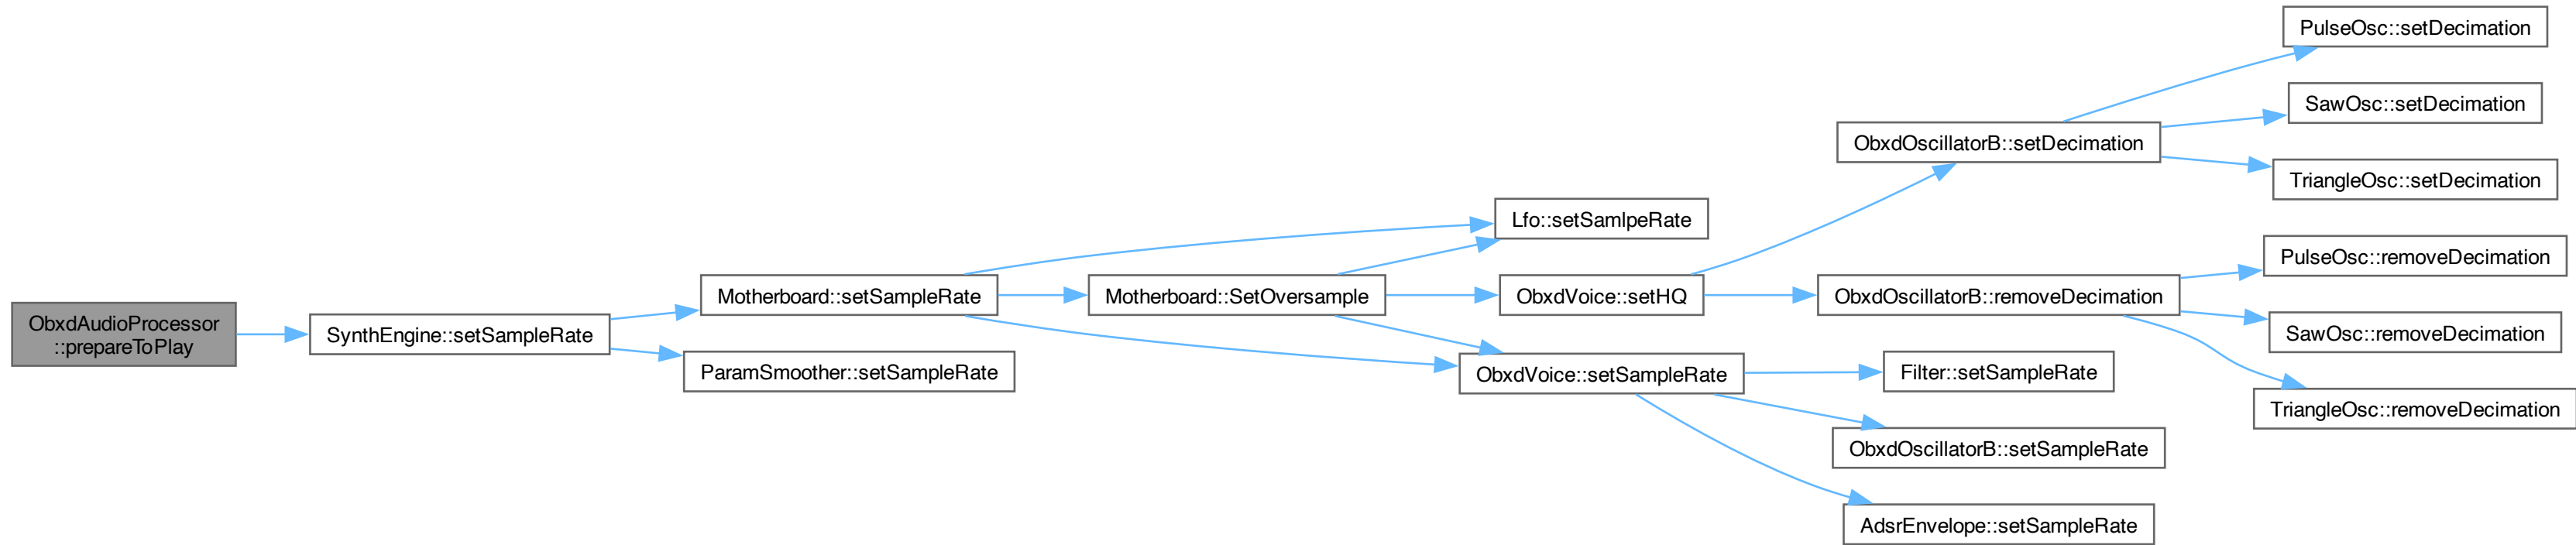 ObxdAudioProcessor
::prepareToPlay
SynthEngine::setSampleRate
Motherboard::setSampleRate
ParamSmoother::setSampleRate
Motherboard::SetOversample
Lfo::setSamlpeRate
ObxdVoice::setHQ
ObxdVoice::setSampleRate
ObxdOscillatorB::setDecimation
ObxdOscillatorB::removeDecimation
Filter::setSampleRate
ObxdOscillatorB::setSampleRate
AdsrEnvelope::setSampleRate
PulseOsc::setDecimation
SawOsc::setDecimation
TriangleOsc::setDecimation
PulseOsc::removeDecimation
SawOsc::removeDecimation
TriangleOsc::removeDecimation